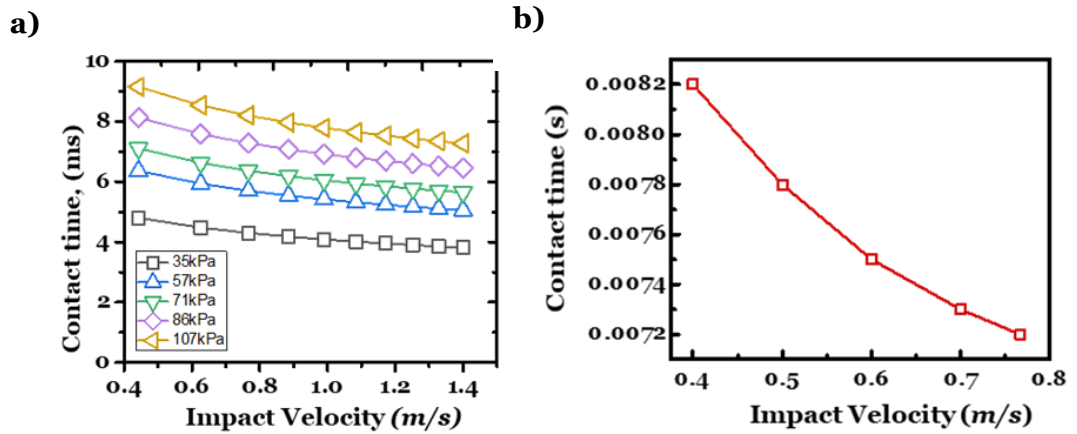 a)
10
8
6
4
2
0
Contact time, (ms)
35kPa
57kPa
71kPa
86kPa
107kPa
0.4 0.6 0.8 1.0 1.2 1.4
Impact Velocity (m/s)
b)
0.0082
0.0080
0.0078
0.0076
0.0074
0.0072
Contact time (s)
0.4 0.5 0.6 0.7 0.8
Impact Velocity (m/s)